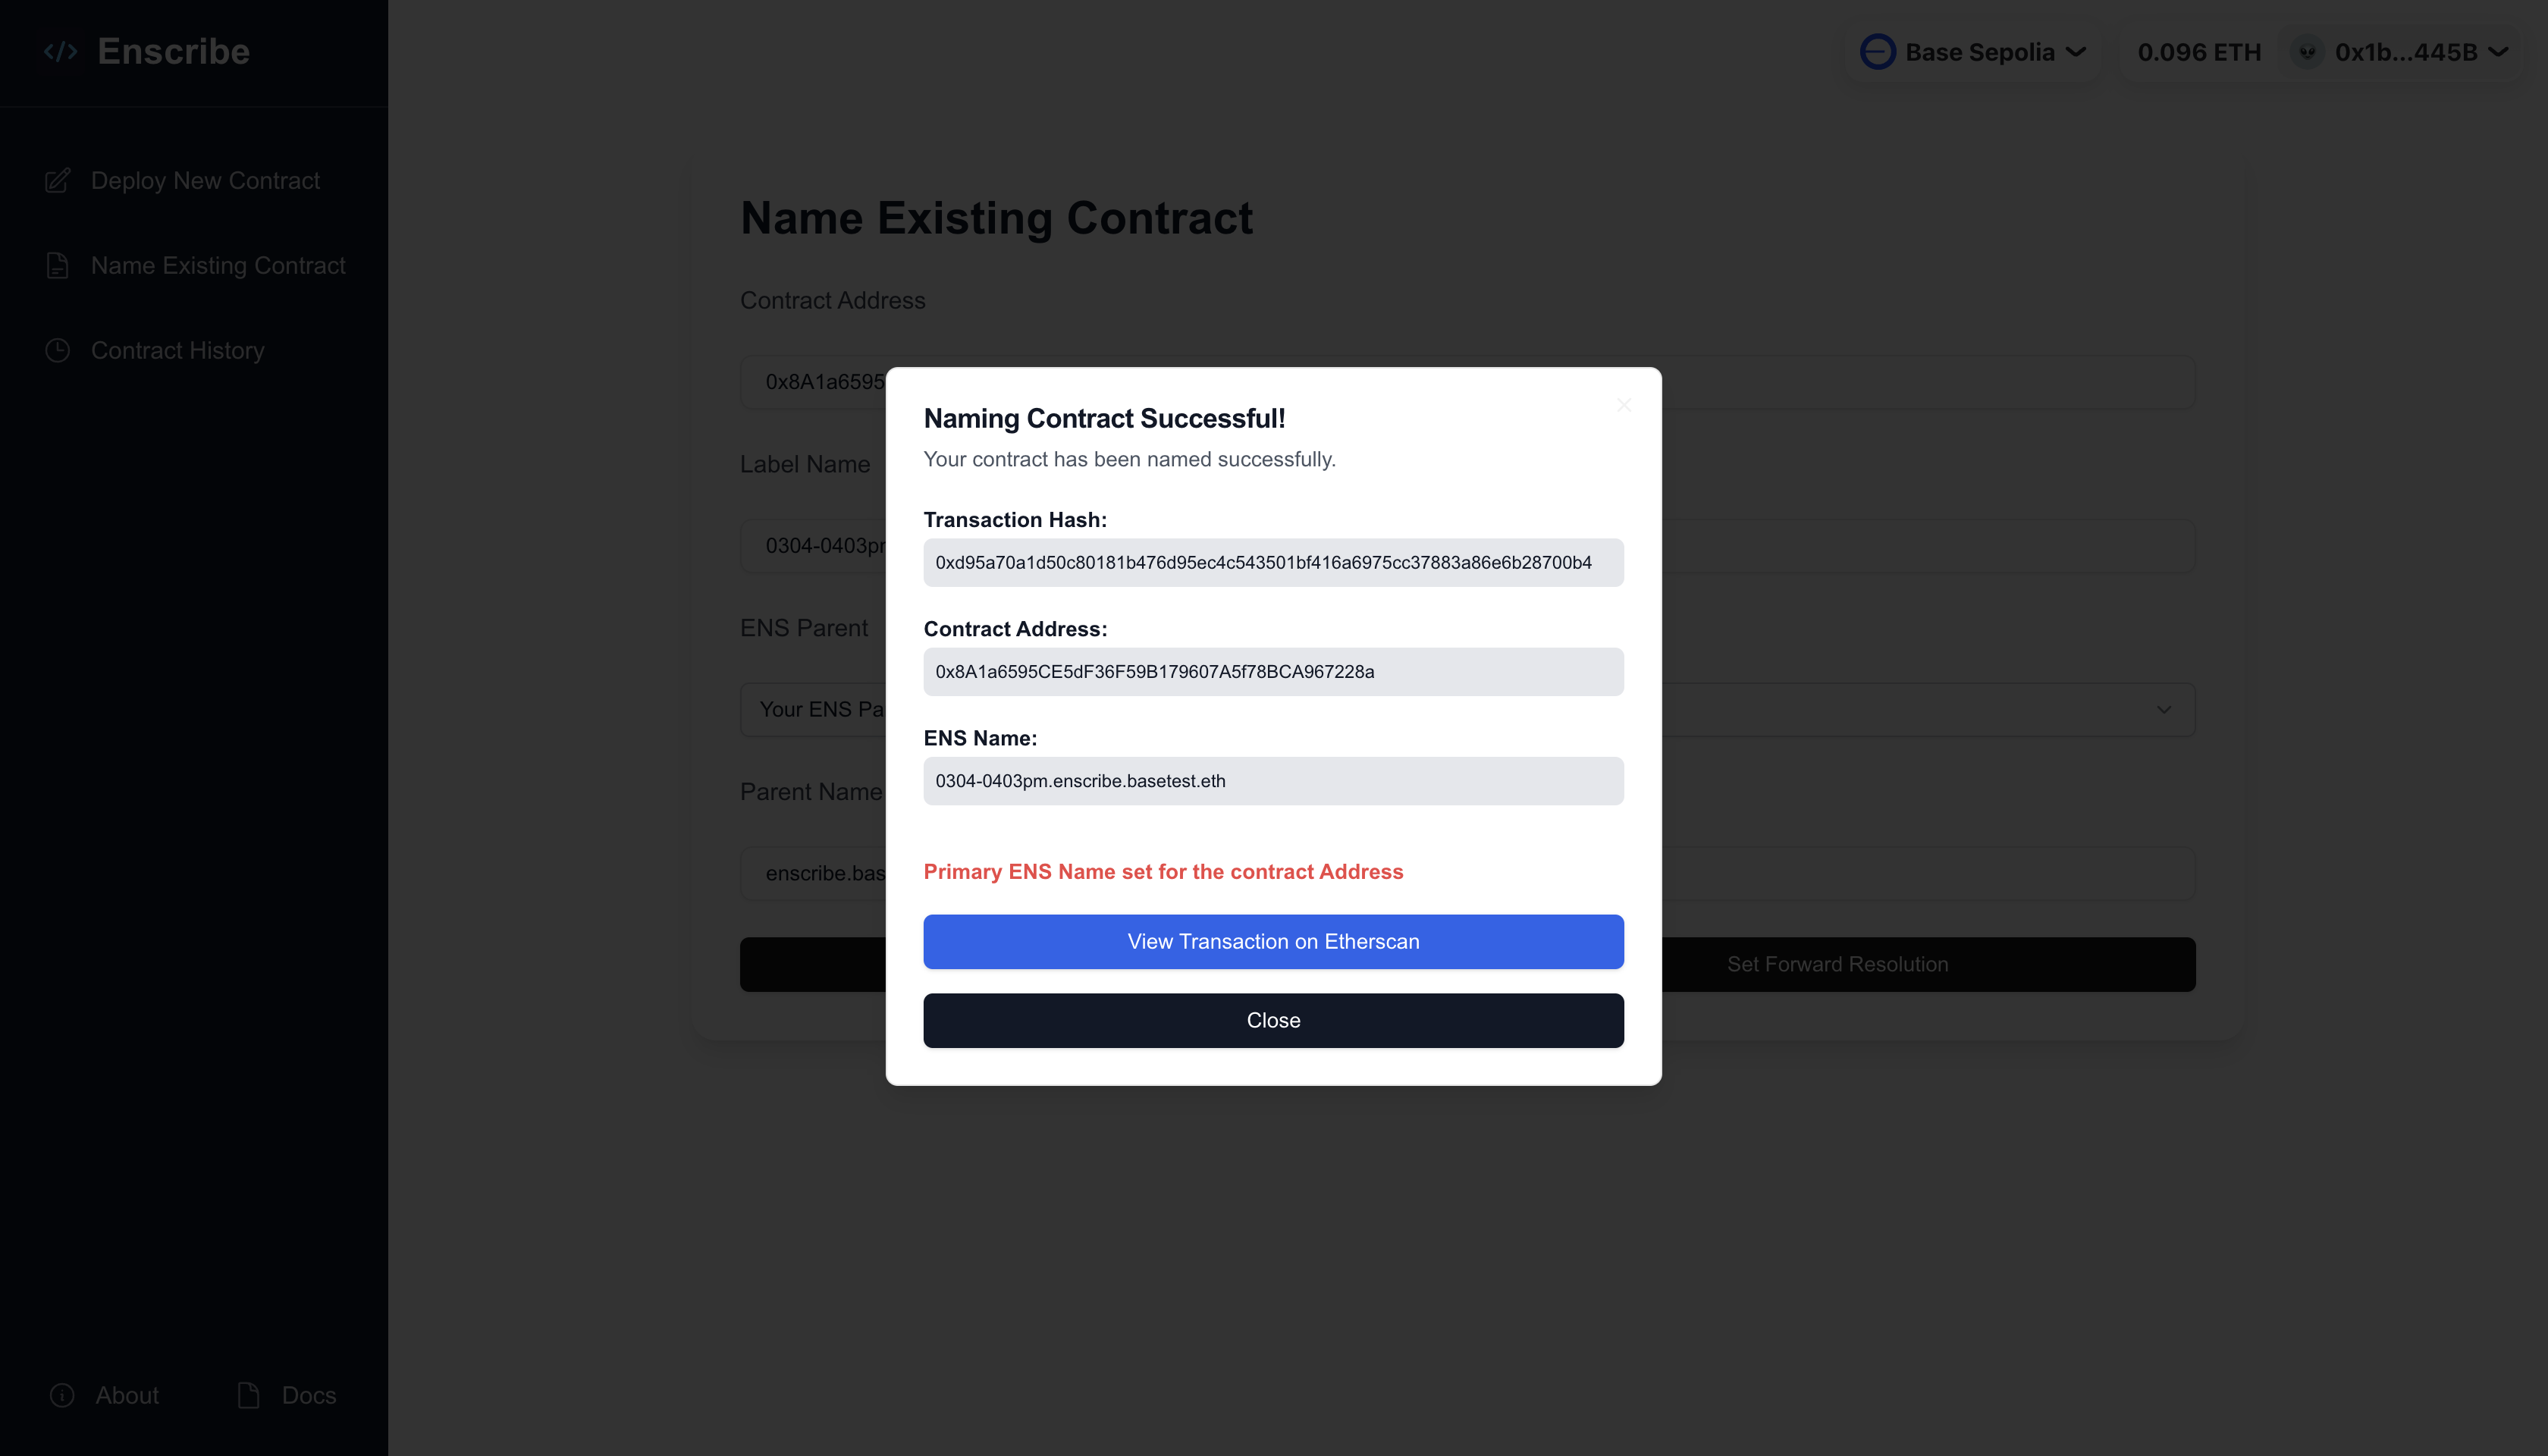 Enscribe
Base Sepolia
0.096 ETH
0x1b...445B
Deploy New Contract
Name Existing Contract
Contract History
Name Existing Contract
Contract Address
0x8A1a6595
Label Name
0304-0403pm
ENS Parent
Your ENS Pa
Parent Name
enscribe.bas
Set Forward Resolution
Naming Contract Successful!
Your contract has been named successfully.
Transaction Hash:
0xd95a70a1d50c80181b476d95ec4c543501bf416a6975cc37883a86e6b28700b4
Contract Address:
0x8A1a6595CE5dF36F59B179607A5f78BCA967228a
ENS Name:
0304-0403pm.enscribe.basetest.eth
Primary ENS Name set for the contract Address
View Transaction on Etherscan
Close
About
Docs